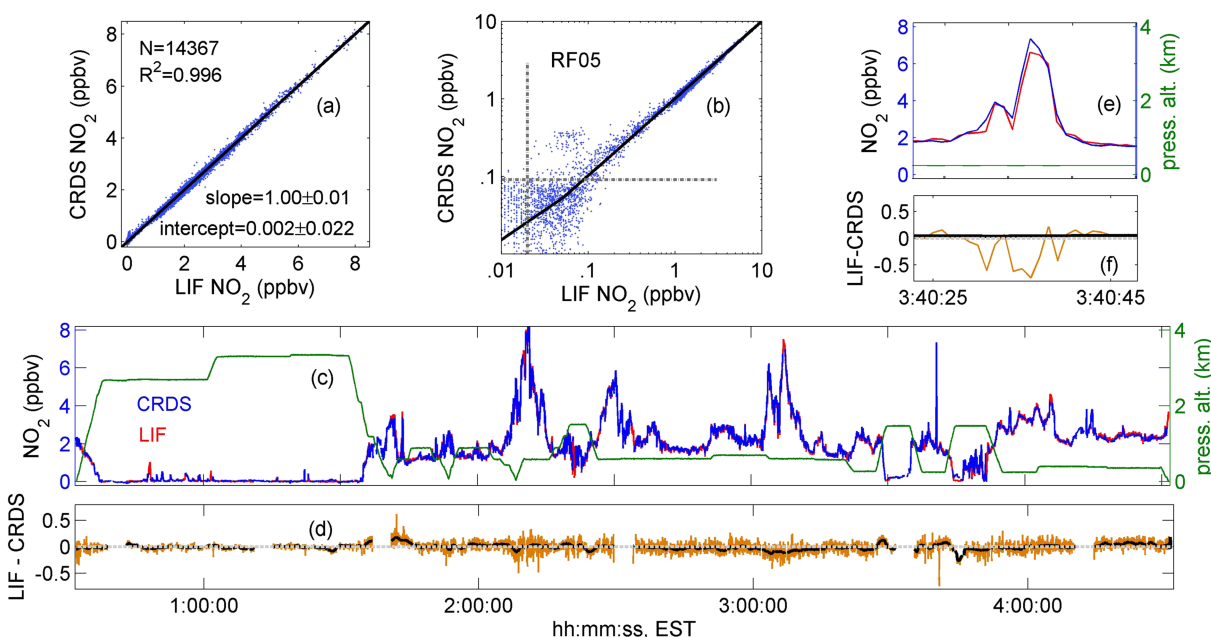 8
6
4
2
0
CRDS NO2 (ppbv)
N=14367
R2=0.996
(a)
slope=1.00±0.01
intercept=0.002±0.022
0 2 4 6 8
LIF NO2 (ppbv)
10
1
.1
CRDS NO2 (ppbv)
RF05
(b)
.01 .1 1 10
LIF NO2 (ppbv)
8
6
4
2
0
NO2 (ppbv)
(e)
4
2
0
press. alt. (km)
0.5
0
-0.5
LIF-CRDS
(f)
3:40:25 3:40:45
8
6
4
2
0
NO2 (ppbv)
(c)
CRDS
LIF
4
3
2
1
0
press. alt. (km)
0.5
0
-0.5
LIF - CRDS
(d)
1:00:00 2:00:00 3:00:00 4:00:00
hh:mm:ss, EST